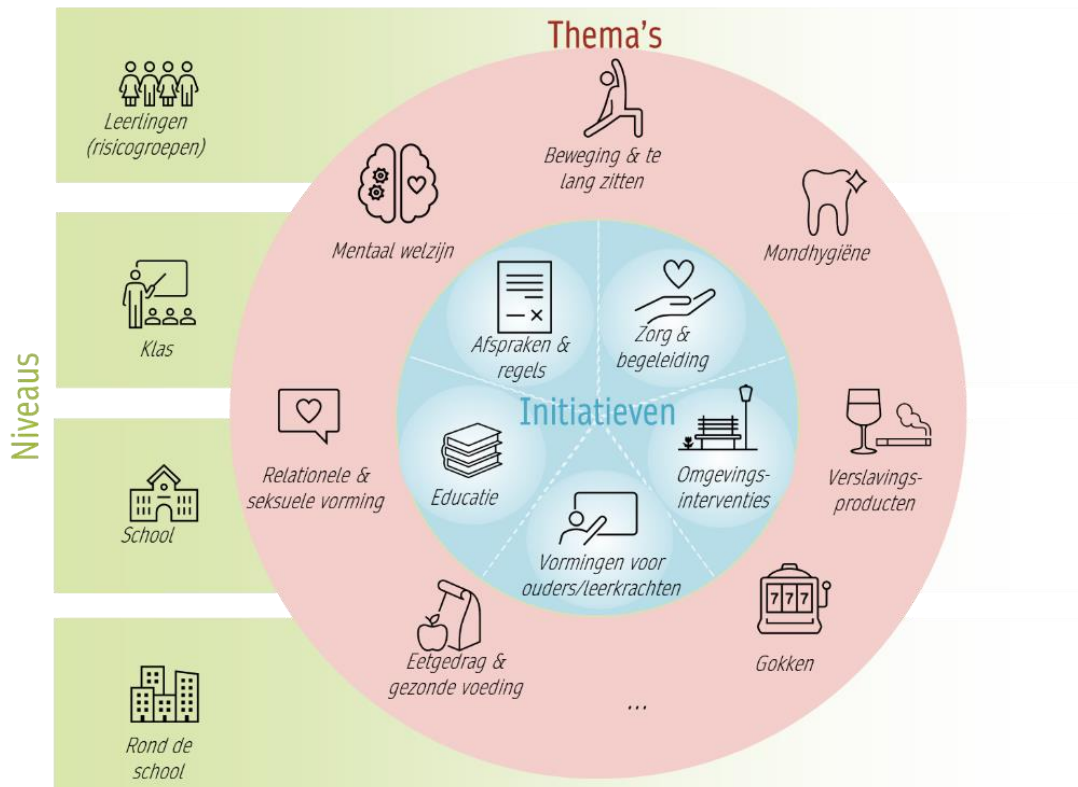 Thema's
Niveaus
Leerlingen
(risicogroepen)
Klas
School
Rond de
school
Beweging & te
lang zitten
Mentaal welzijn
Mondhygiëne
Relationele &
seksuele vorming
Verslavings-
producten
Eetgedrag &
gezonde voeding
Gokken
...
Initiatieven
Afspraken &
regels
Zorg &
begeleiding
Educatie
Omgevings-
interventies
Vormingen voor
ouders/leerkrachten
777